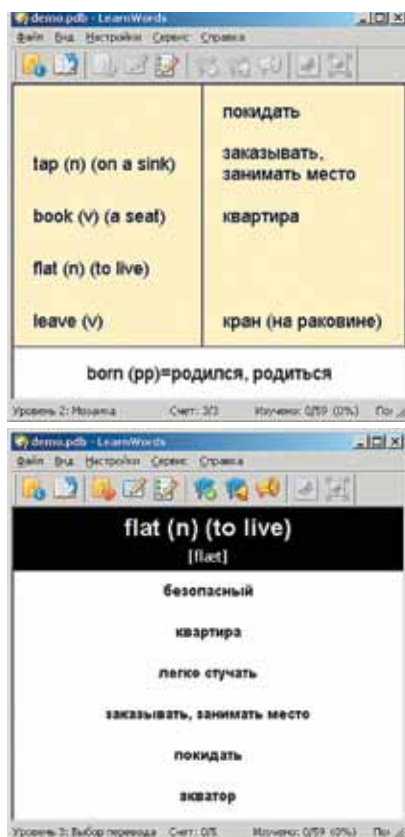 demo.pdb - LearnWords
Файл Вид Настройки Сервис Справка
tap (n) (on a sink)
book (v) (a seat)
flat (n) (to live)
leave (v)
покидать
заказывать,
занимать место
квартира
кран (на раковине)
born (pp)=родился, родиться
Уровень 2: Мозаика Счет: 3/3 Изучено: 0/59 (0%)
demo.pdb - LearnWords
Файл Вид Настройки Сервис Справка
flat (n) (to live)
[flæt]
безопасный
квартира
легко стучать
заказывать, занимать место
покидать
экватор
Уровень 3: Выбор перевода Счет: 0/5 Изучено: 0/59 (0%)